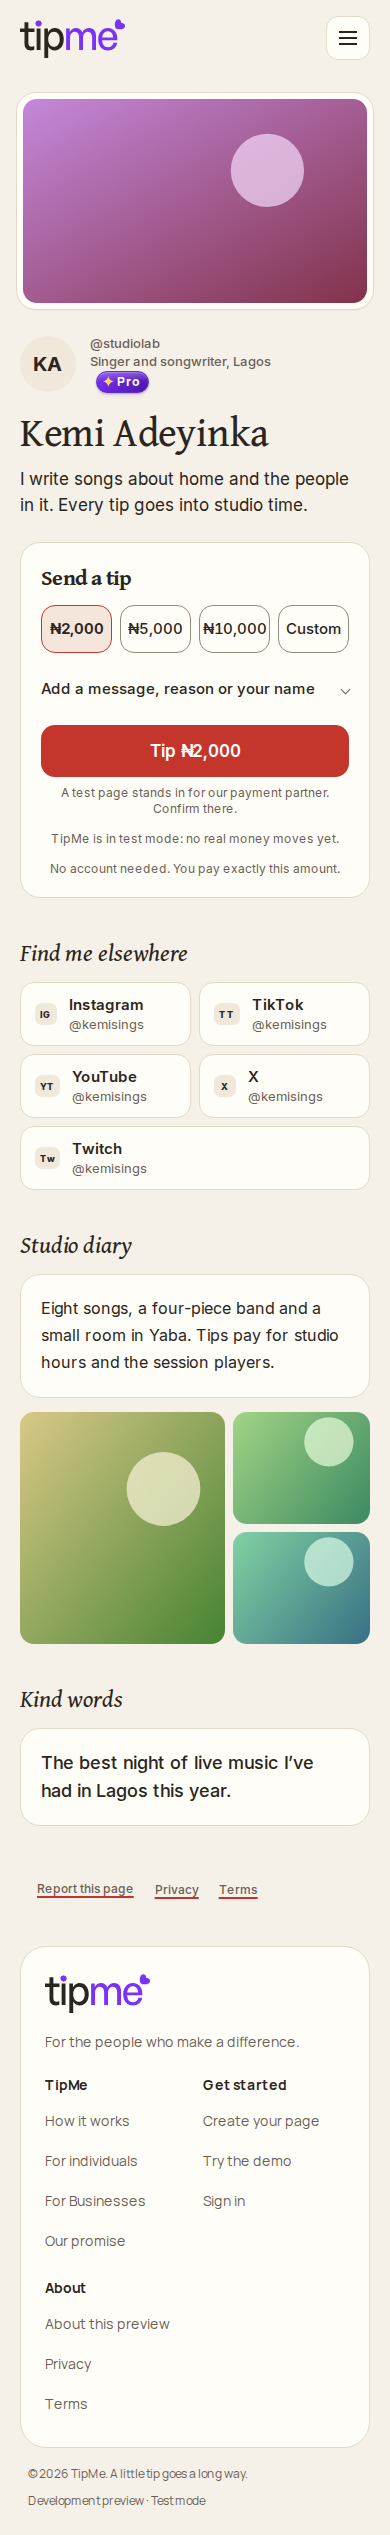 tipme
@studiolab
Singer and songwriter, Lagos
✦ Pro
KA
Kemi Adeyinka
I write songs about home and the people
in it. Every tip goes into studio time.
Send a tip
₦2,000 ₦5,000 ₦10,000 Custom
Add a message, reason or your name
Tip ₦2,000
A test page stands in for our payment partner.
Confirm there.
TipMe is in test mode: no real money moves yet.
No account needed. You pay exactly this amount.
Find me elsewhere
IG Instagram
@kemisings
TT TikTok
@kemisings
YT YouTube
@kemisings
X X
@kemisings
Tw Twitch
@kemisings
Studio diary
Eight songs, a four-piece band and a
small room in Yaba. Tips pay for studio
hours and the session players.
Kind words
The best night of live music I’ve
had in Lagos this year.
Report this page Privacy Terms
tipme
For the people who make a difference.
TipMe
How it works
For individuals
For Businesses
Our promise
Get started
Create your page
Try the demo
Sign in
About
About this preview
Privacy
Terms
© 2026 TipMe. A little tip goes a long way.
Development preview · Test mode